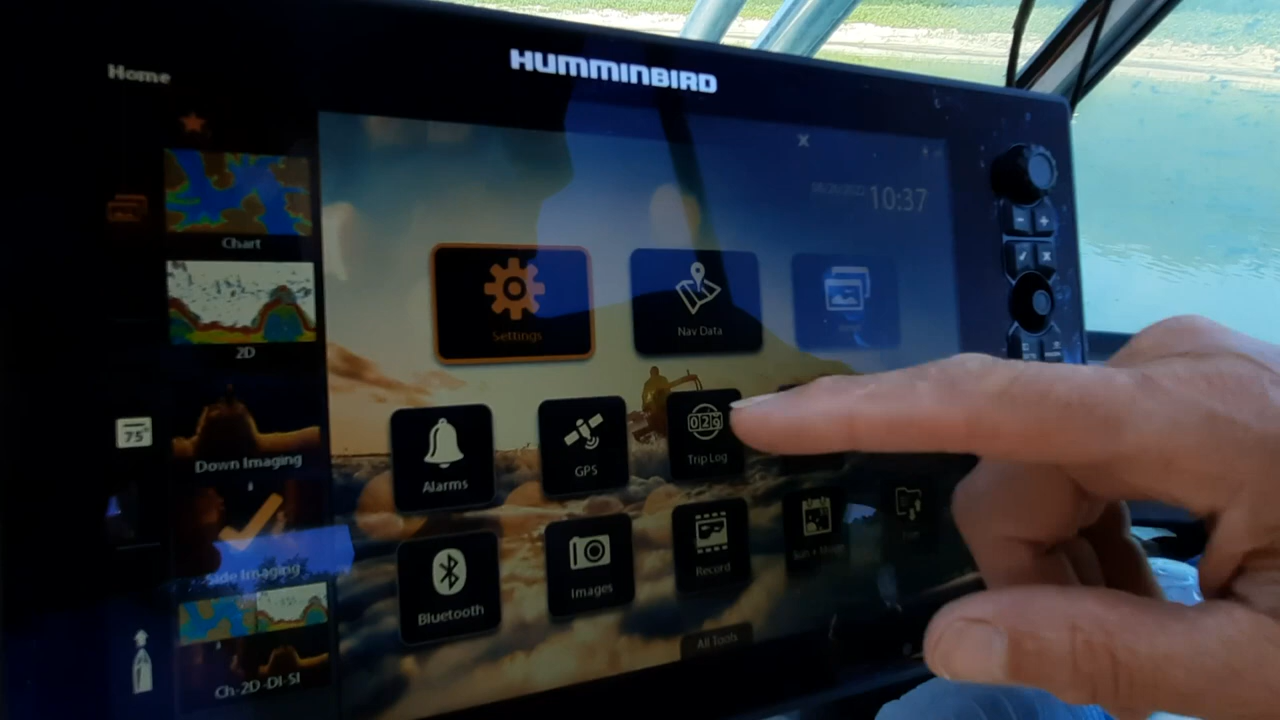 HUMMINBIRD
Home
10:37
Chart
2D
Down Imaging
Side Imaging
Ch-2D -DI-SI
75°
Settings
Nav Data
Alarms
GPS
029
Trip Log
Bluetooth
Images
Record
All Tools